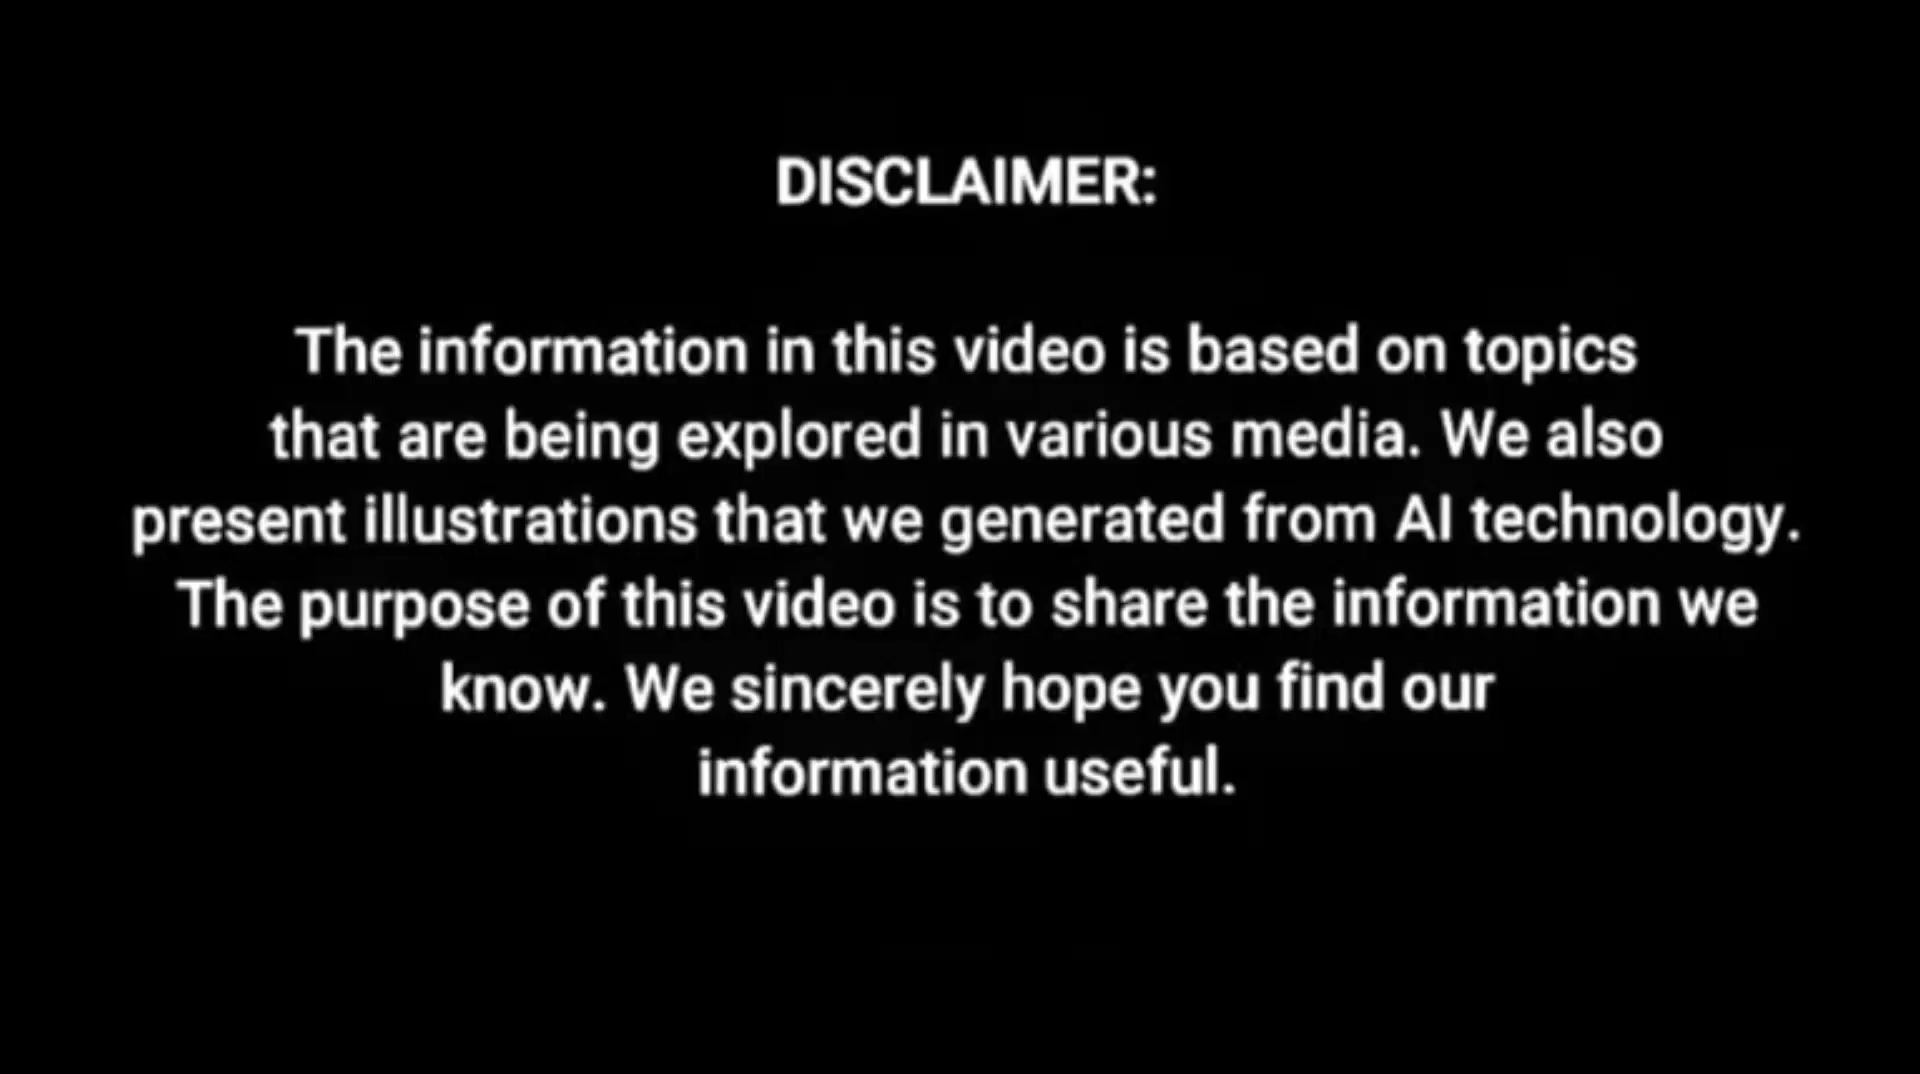 DISCLAIMER:
The information in this video is based on topics
that are being explored in various media. We also
present illustrations that we generated from AI technology.
The purpose of this video is to share the information we
know. We sincerely hope you find our
information useful.